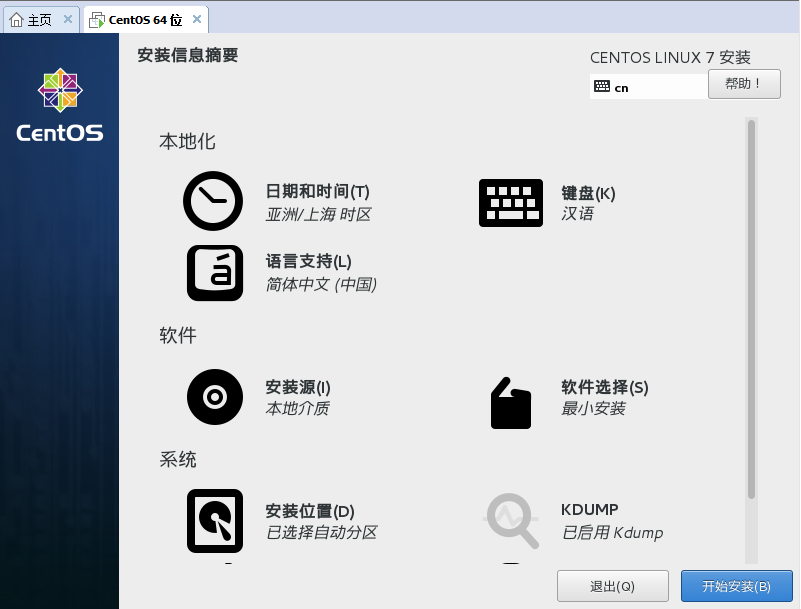 主页
CentOS 64 位
CentOS
安装信息摘要
CENTOS LINUX 7 安装
cn
帮助！
本地化
日期和时间(T)
亚洲/上海 时区
键盘(K)
汉语
语言支持(L)
简体中文 (中国)
软件
安装源(I)
本地介质
软件选择(S)
最小安装
系统
安装位置(D)
已选择自动分区
KDUMP
已启用 Kdump
退出(Q)
开始安装(B)